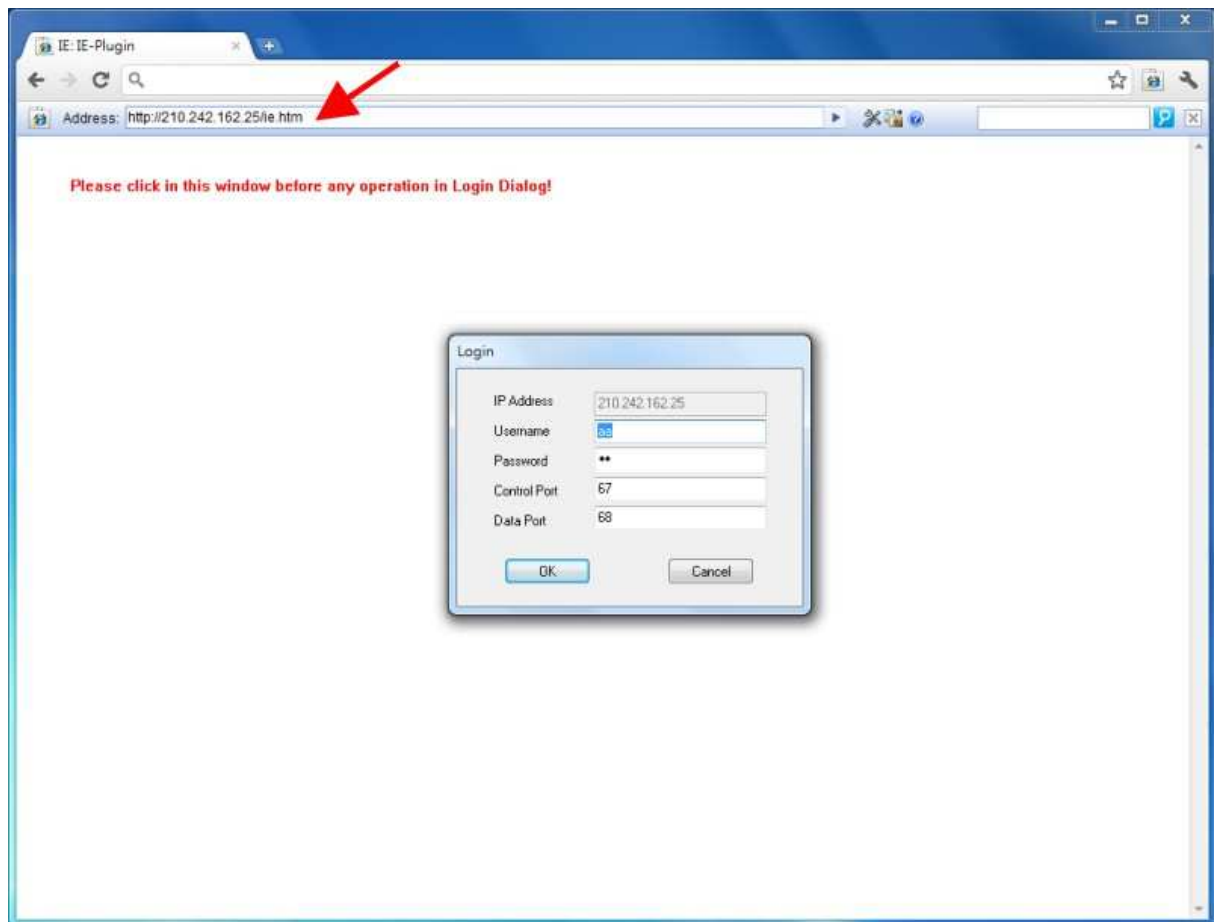 IE: IE-Plugin
Address: http://210.242.162.25/ie.htm
Please click in this window before any operation in Login Dialog!
Login
IP Address 210.242.162.25
Username aa
Password ••
Control Port 67
Data Port 68
OK Cancel